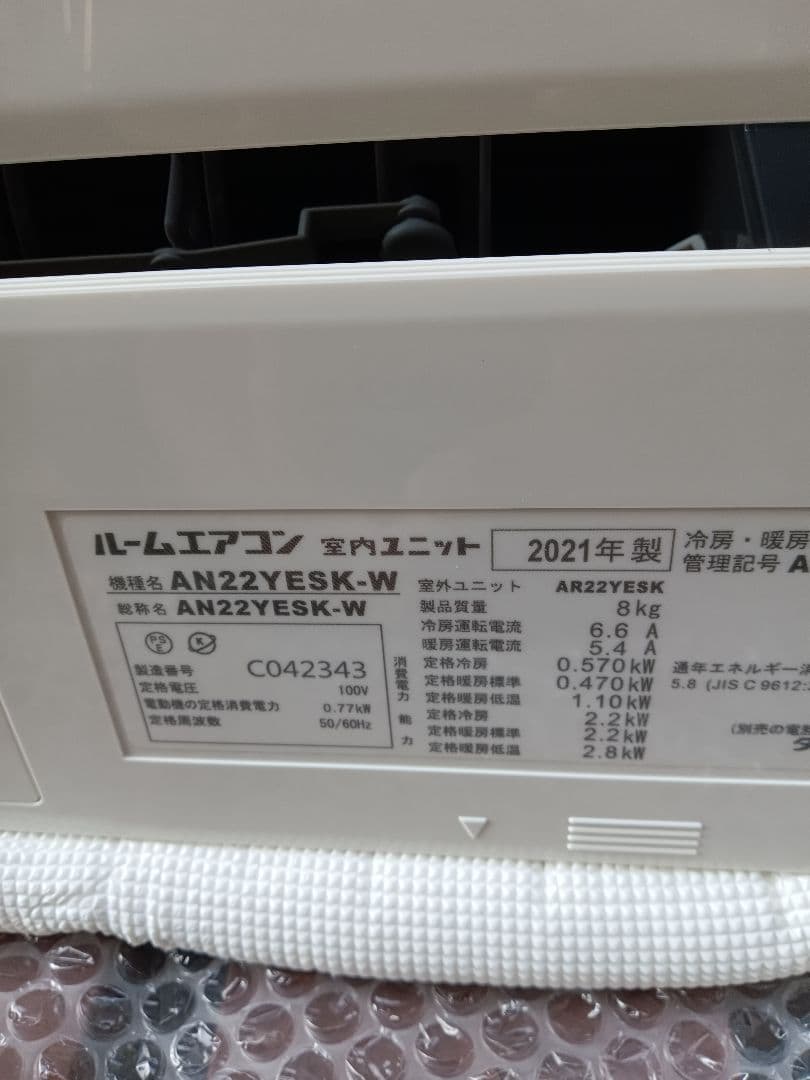 ルームエアコン 室内ユニット 2021年 製 冷房・暖房
管理記号 A
機種名 AN22YESK-W
総称名 AN22YESK-W
PS
E
K
製造番号 C042343
定格電圧 100V
電動機の定格消費電力 0.77kW
定格周波数 50/60Hz
室外ユニット AR22YESK
製品質量 8kg
冷房運転電流 6.6 A
暖房運転電流 5.4 A
消費電力
定格冷房 0.570kW
定格暖房標準 0.470kW
定格暖房低温 1.10kW
能力
定格冷房 2.2kW
定格暖房標準 2.2kW
定格暖房低温 2.8kW
通年エネルギー消
5.8 (JIS C 9612:
(別売の電
ダ